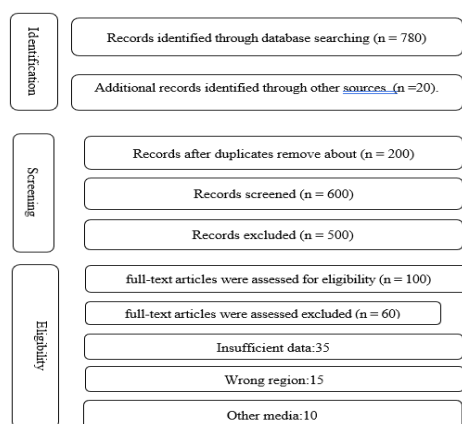 Identification
Records identified through database searching (n = 780)
Additional records identified through other sources (n =20).
Screening
Records after duplicates remove about (n = 200)
Records screened (n = 600)
Records excluded (n = 500)
Eligibility
full-text articles were assessed for eligibility (n = 100)
full-text articles were assessed excluded (n = 60)
Insufficient data:35
Wrong region:15
Other media:10